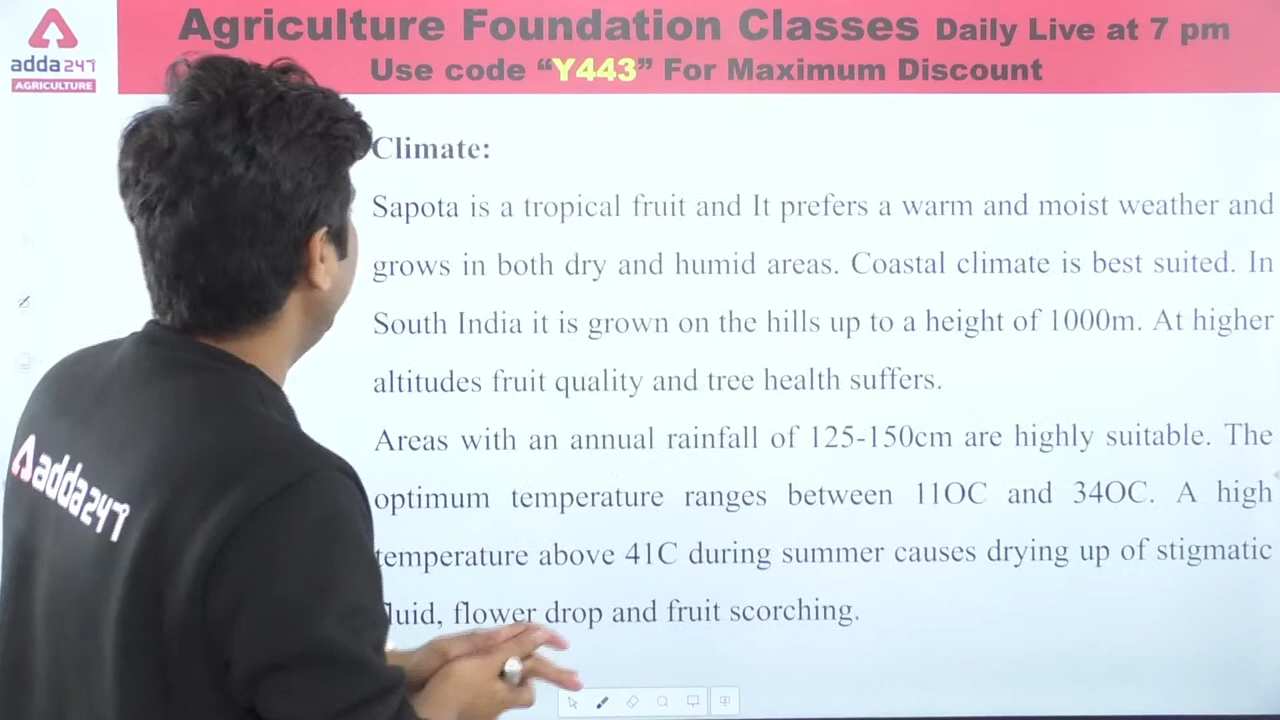 Agriculture Foundation Classes Daily Live at 7 pm
Use code “Y443” For Maximum Discount
adda247
AGRICULTURE
Climate:
Sapota is a tropical fruit and It prefers a warm and moist weather and
grows in both dry and humid areas. Coastal climate is best suited. In
South India it is grown on the hills up to a height of 1000m. At higher
altitudes fruit quality and tree health suffers.
Areas with an annual rainfall of 125-150cm are highly suitable. The
optimum temperature ranges between 11OC and 34OC. A high
temperature above 41C during summer causes drying up of stigmatic
fluid, flower drop and fruit scorching.
adda247